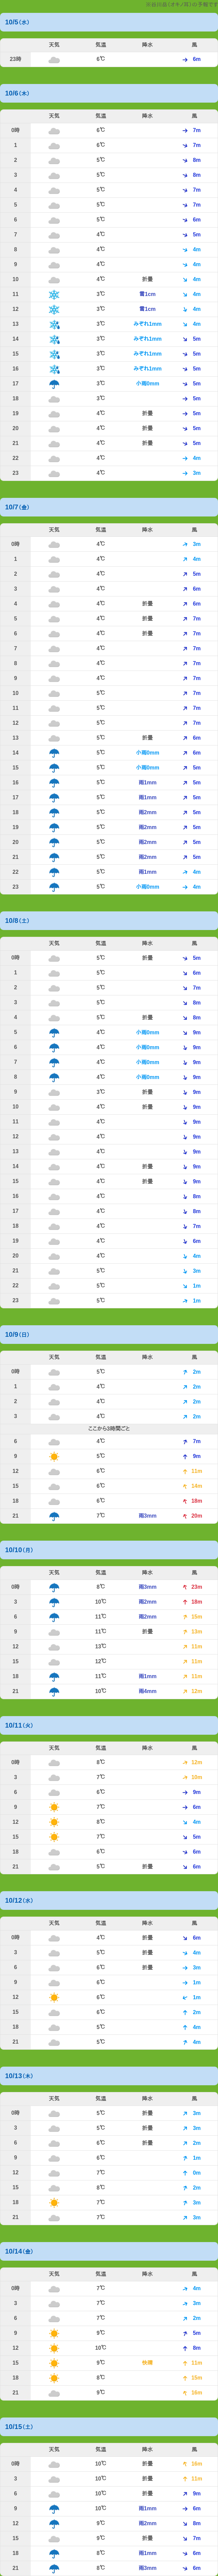 ※谷川岳(オキノ耳)の予報です
10/5(水)
天気 気温 降水 風
23時 6℃ 6m
10/6(木)
天気 気温 降水 風
0時 6℃ 7m
1 6℃ 7m
2 5℃ 8m
3 5℃ 8m
4 5℃ 7m
5 5℃ 7m
6 5℃ 6m
7 4℃ 5m
8 4℃ 4m
9 4℃ 4m
10 4℃ 折畳 4m
11 3℃ 雪1cm 4m
12 3℃ 雪1cm 4m
13 3℃ みぞれ1mm 4m
14 3℃ みぞれ1mm 5m
15 3℃ みぞれ1mm 5m
16 3℃ みぞれ1mm 5m
17 3℃ 小雨0mm 5m
18 3℃ 5m
19 4℃ 折畳 5m
20 4℃ 折畳 5m
21 4℃ 折畳 5m
22 4℃ 4m
23 4℃ 3m
10/7(金)
天気 気温 降水 風
0時 4℃ 3m
1 4℃ 4m
2 4℃ 5m
3 4℃ 6m
4 4℃ 折畳 6m
5 4℃ 折畳 7m
6 4℃ 折畳 7m
7 4℃ 7m
8 4℃ 7m
9 4℃ 7m
10 5℃ 7m
11 5℃ 7m
12 5℃ 7m
13 5℃ 折畳 6m
14 5℃ 小雨0mm 6m
15 5℃ 小雨0mm 5m
16 5℃ 雨1mm 5m
17 5℃ 雨1mm 5m
18 5℃ 雨2mm 5m
19 5℃ 雨2mm 5m
20 5℃ 雨2mm 5m
21 5℃ 雨2mm 5m
22 5℃ 雨1mm 4m
23 5℃ 小雨0mm 4m
10/8(土)
天気 気温 降水 風
0時 5℃ 折畳 5m
1 5℃ 6m
2 5℃ 7m
3 5℃ 8m
4 5℃ 折畳 8m
5 4℃ 小雨0mm 9m
6 4℃ 小雨0mm 9m
7 4℃ 小雨0mm 9m
8 4℃ 小雨0mm 9m
9 3℃ 折畳 9m
10 4℃ 折畳 9m
11 4℃ 9m
12 4℃ 9m
13 4℃ 9m
14 4℃ 折畳 9m
15 4℃ 折畳 9m
16 4℃ 8m
17 4℃ 8m
18 4℃ 7m
19 4℃ 6m
20 4℃ 4m
21 5℃ 3m
22 5℃ 1m
23 5℃ 1m
10/9(日)
天気 気温 降水 風
0時 5℃ 2m
1 4℃ 2m
2 4℃ 2m
3 4℃ 2m
ここから3時間ごと
6 4℃ 7m
9 5℃ 9m
12 6℃ 11m
15 6℃ 14m
18 6℃ 18m
21 7℃ 雨3mm 20m
10/10(月)
天気 気温 降水 風
0時 8℃ 雨3mm 23m
3 10℃ 雨2mm 18m
6 11℃ 雨2mm 15m
9 11℃ 折畳 13m
12 13℃ 11m
15 12℃ 11m
18 11℃ 雨1mm 11m
21 10℃ 雨4mm 12m
10/11(火)
天気 気温 降水 風
0時 8℃ 12m
3 7℃ 10m
6 6℃ 9m
9 7℃ 6m
12 8℃ 4m
15 7℃ 5m
18 6℃ 6m
21 5℃ 折畳 6m
10/12(水)
天気 気温 降水 風
0時 4℃ 折畳 6m
3 5℃ 折畳 4m
6 6℃ 折畳 3m
9 6℃ 1m
12 6℃ 1m
15 6℃ 2m
18 5℃ 4m
21 5℃ 4m
10/13(木)
天気 気温 降水 風
0時 5℃ 折畳 3m
3 5℃ 折畳 3m
6 6℃ 折畳 2m
9 6℃ 1m
12 7℃ 0m
15 8℃ 2m
18 7℃ 3m
21 7℃ 3m
10/14(金)
天気 気温 降水 風
0時 7℃ 4m
3 7℃ 3m
6 7℃ 2m
9 9℃ 5m
12 10℃ 8m
15 9℃ 快晴 11m
18 8℃ 15m
21 9℃ 16m
10/15(土)
天気 気温 降水 風
0時 10℃ 折畳 16m
3 10℃ 折畳 11m
6 10℃ 折畳 9m
9 10℃ 雨1mm 6m
12 9℃ 雨2mm 8m
15 9℃ 折畳 7m
18 8℃ 雨1mm 6m
21 8℃ 雨3mm 6m